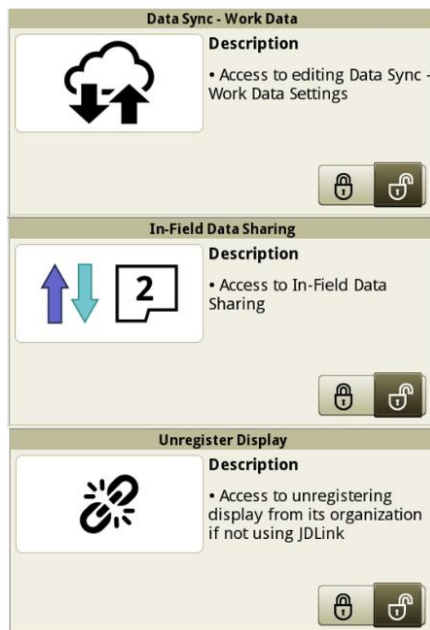 Data Sync - Work Data
Description
• Access to editing Data Sync -
Work Data Settings
In-Field Data Sharing
2
Description
• Access to In-Field Data
Sharing
Unregister Display
Description
• Access to unregistering
display from its organization
if not using JDLink